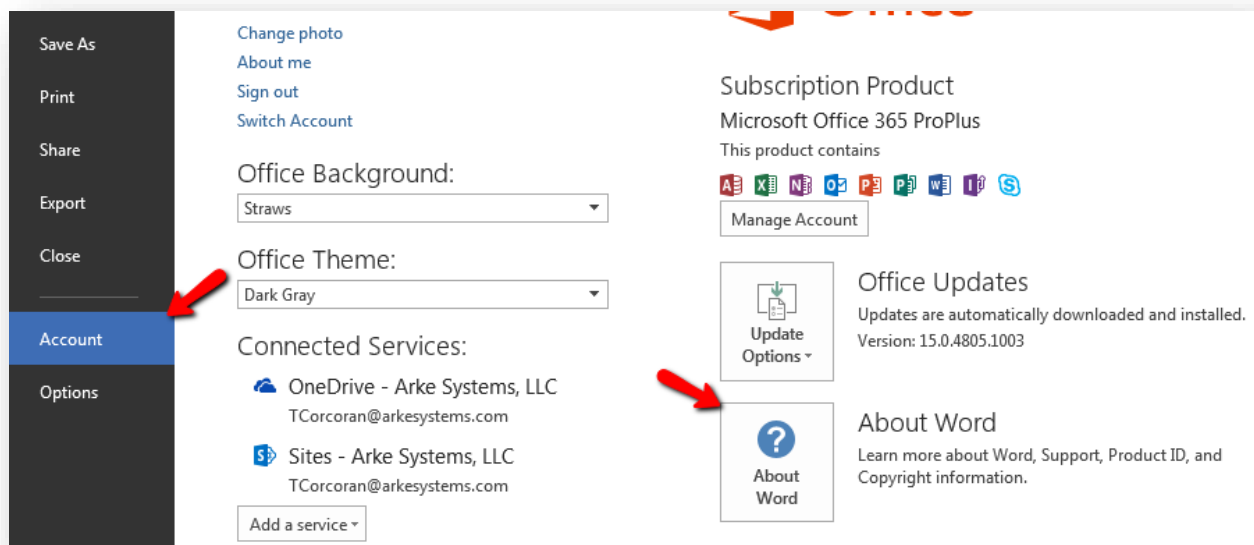 Save As
Print
Share
Export
Close
Account
Options
Change photo
About me
Sign out
Switch Account
Office Background:
Straws
Office Theme:
Dark Gray
Connected Services:
OneDrive - Arke Systems, LLC
TCorcoran@arkesystems.com
Sites - Arke Systems, LLC
TCorcoran@arkesystems.com
Add a service
Subscription Product
Microsoft Office 365 ProPlus
This product contains
Manage Account
Update
Options
Office Updates
Updates are automatically downloaded and installed.
Version: 15.0.4805.1003
About
Word
About Word
Learn more about Word, Support, Product ID, and
Copyright information.